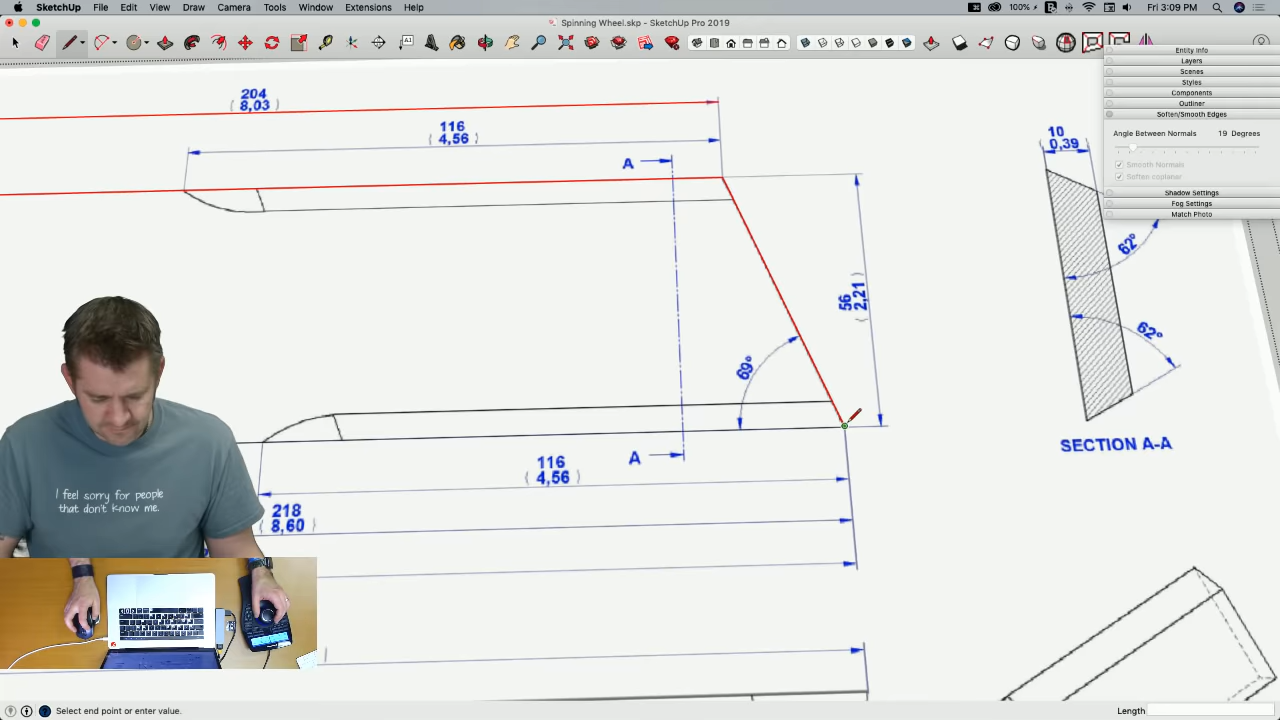 SketchUp File Edit View Draw Camera Tools Window Extensions Help
100% Fri 3:09 PM
Spinning Wheel.skp - SketchUp Pro 2019
Entity Info
Layers
Scenes
Styles
Components
Outliner
Soften/Smooth Edges
Angle Between Normals 19 Degrees
Smooth Normals
Soften coplanar
Shadow Settings
Fog Settings
Match Photo
204
( 8,03 )
116
( 4,56 )
A
10
( 0,39 )
62°
62°
56
( 2,21 )
69°
A
116
( 4,56 )
218
( 8,60 )
SECTION A-A
I feel sorry for people
that don't know me.
Select end point or enter value.
Length